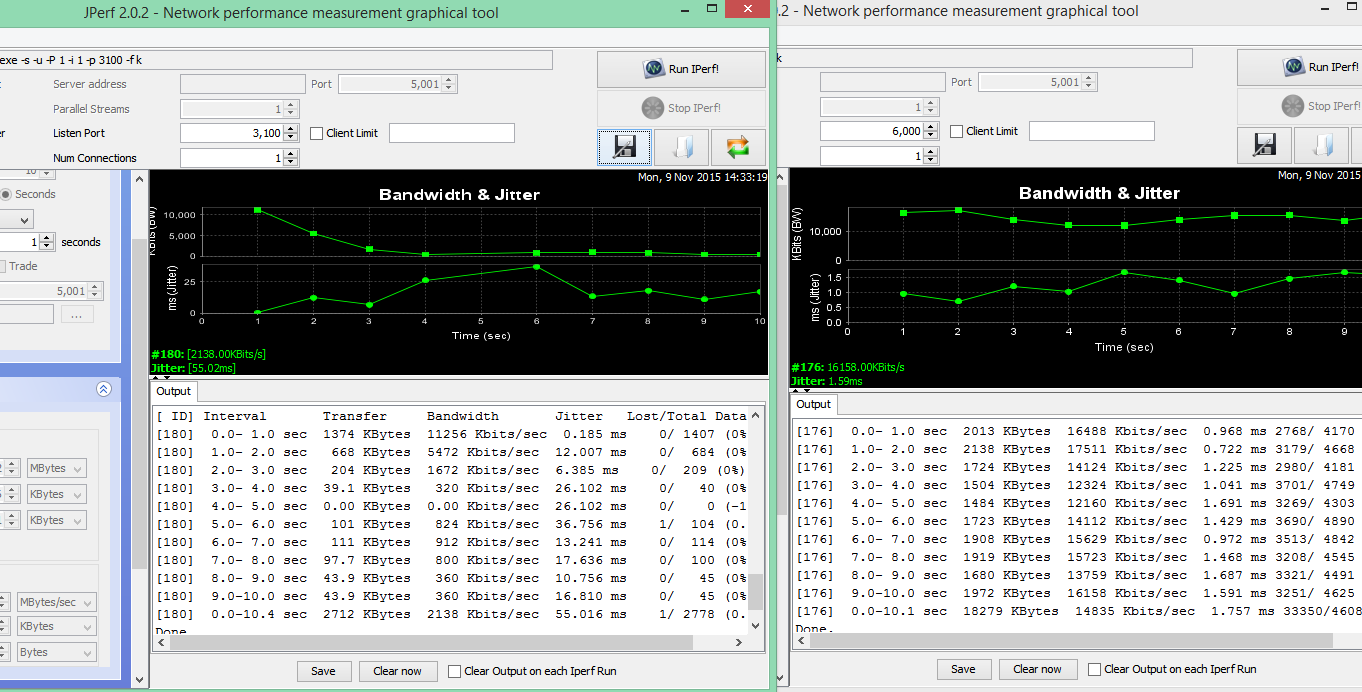 JPerf 2.0.2 - Network performance measurement graphical tool
exe -s -u -P 1 -i 1 -p 3100 -f k
Server address
Port 5,001
Parallel Streams 1
Listen Port 3,100
Client Limit
Num Connections 1
Run IPerf!
Stop IPerf!
10
Seconds
1 seconds
Trade
5,001
...
MBytes
KBytes
KBytes
MBytes/sec
KBytes
Bytes
Mon, 9 Nov 2015 14:33:19
Bandwidth & Jitter
KBits (BW)
10,000
5,000
0
ms (Jitter)
25
0
0 1 2 3 4 5 6 7 8 9 10
Time (sec)
#180: [2138.00KBits/s]
Jitter: [55.02ms]
Output
[ ID] Interval Transfer Bandwidth Jitter Lost/Total Data
[180] 0.0- 1.0 sec 1374 KBytes 11256 Kbits/sec 0.185 ms 0/ 1407 (0%
[180] 1.0- 2.0 sec 668 KBytes 5472 Kbits/sec 12.007 ms 0/ 684 (0%
[180] 2.0- 3.0 sec 204 KBytes 1672 Kbits/sec 6.385 ms 0/ 209 (0%)
[180] 3.0- 4.0 sec 39.1 KBytes 320 Kbits/sec 26.102 ms 0/ 40 (0%
[180] 4.0- 5.0 sec 0.00 KBytes 0.00 Kbits/sec 26.102 ms 0/ 0 (-1
[180] 5.0- 6.0 sec 101 KBytes 824 Kbits/sec 36.756 ms 1/ 104 (0.
[180] 6.0- 7.0 sec 111 KBytes 912 Kbits/sec 13.241 ms 0/ 114 (0%
[180] 7.0- 8.0 sec 97.7 KBytes 800 Kbits/sec 17.636 ms 0/ 100 (0%
[180] 8.0- 9.0 sec 43.9 KBytes 360 Kbits/sec 10.756 ms 0/ 45 (0%
[180] 9.0-10.0 sec 43.9 KBytes 360 Kbits/sec 16.810 ms 0/ 45 (0%
[180] 0.0-10.4 sec 2712 KBytes 2138 Kbits/sec 55.016 ms 1/ 2778 (0.
Done.
Save
Clear now
Clear Output on each Iperf Run
0.2 - Network performance measurement graphical tool
k
Port 5,001
1
6,000
Client Limit
1
Run IPerf!
Stop IPerf!
Mon, 9 Nov 2015
Bandwidth & Jitter
KBits (BW)
10,000
0
ms (Jitter)
1.5
1.0
0.5
0.0
0 1 2 3 4 5 6 7 8 9
Time (sec)
#176: 16158.00KBits/s
Jitter: 1.59ms
Output
[176] 0.0- 1.0 sec 2013 KBytes 16488 Kbits/sec 0.968 ms 2768/ 4170
[176] 1.0- 2.0 sec 2138 KBytes 17511 Kbits/sec 0.722 ms 3179/ 4668
[176] 2.0- 3.0 sec 1724 KBytes 14124 Kbits/sec 1.225 ms 2980/ 4181
[176] 3.0- 4.0 sec 1504 KBytes 12324 Kbits/sec 1.041 ms 3701/ 4749
[176] 4.0- 5.0 sec 1484 KBytes 12160 Kbits/sec 1.691 ms 3269/ 4303
[176] 5.0- 6.0 sec 1723 KBytes 14112 Kbits/sec 1.429 ms 3690/ 4890
[176] 6.0- 7.0 sec 1908 KBytes 15629 Kbits/sec 0.972 ms 3513/ 4842
[176] 7.0- 8.0 sec 1919 KBytes 15723 Kbits/sec 1.468 ms 3208/ 4545
[176] 8.0- 9.0 sec 1680 KBytes 13759 Kbits/sec 1.687 ms 3321/ 4491
[176] 9.0-10.0 sec 1972 KBytes 16158 Kbits/sec 1.591 ms 3251/ 4625
[176] 0.0-10.1 sec 18279 KBytes 14835 Kbits/sec 1.757 ms 33350/4608
Done.
Save
Clear now
Clear Output on each Iperf Run